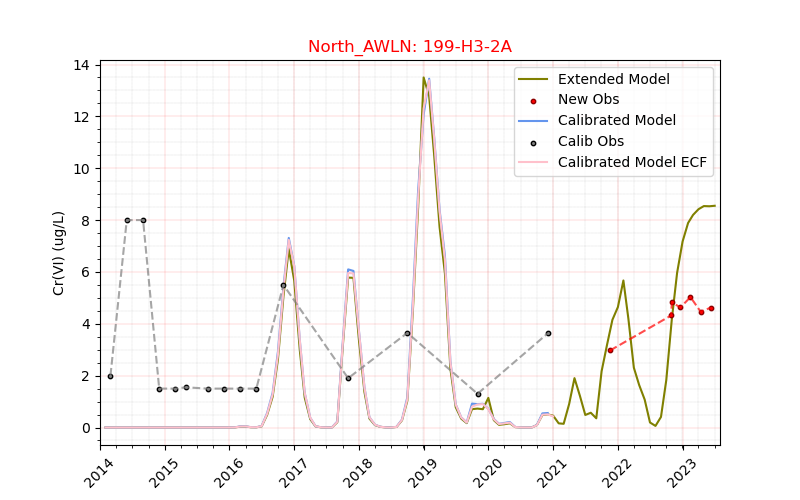 North_AWLN: 199-H3-2A
Cr(VI) (ug/L)
14
12
10
8
6
4
2
0
Extended Model
New Obs
Calibrated Model
Calib Obs
Calibrated Model ECF
2014
2015
2016
2017
2018
2019
2020
2021
2022
2023